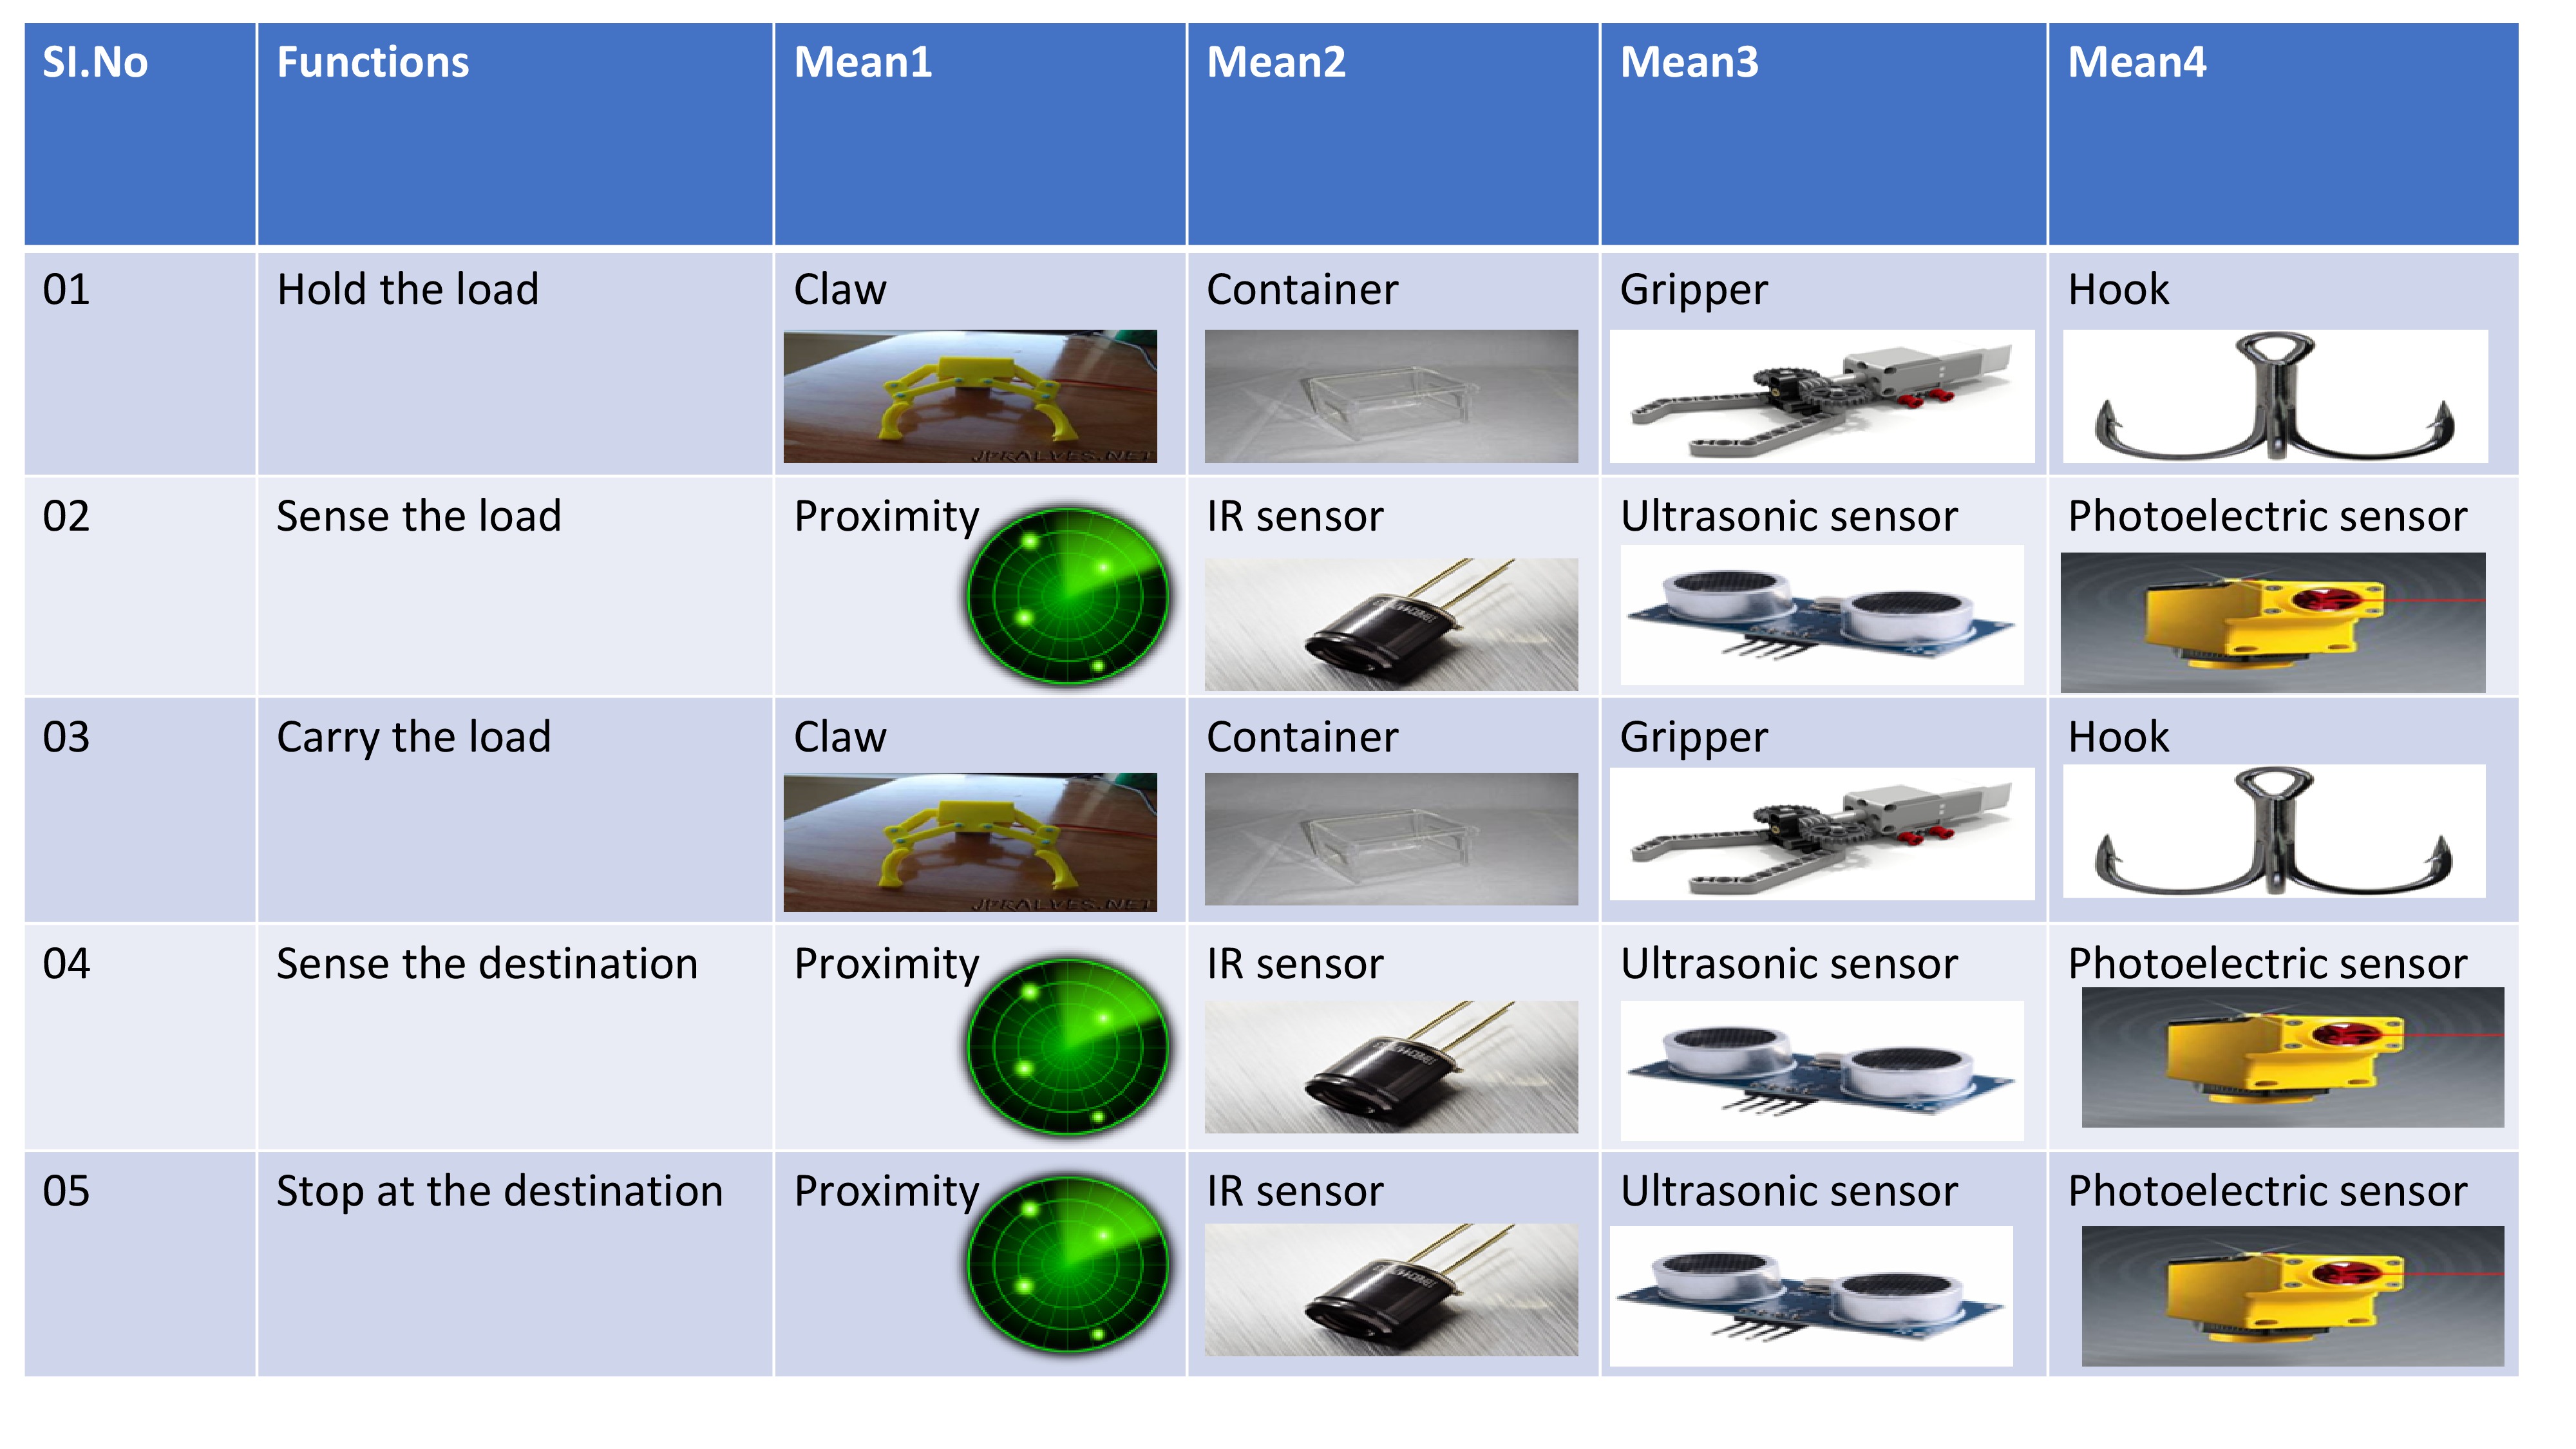 SI.No Functions Mean1 Mean2 Mean3 Mean4
01 Hold the load Claw Container Gripper Hook
JPRALVES.NET
02 Sense the load Proximity IR sensor Ultrasonic sensor Photoelectric sensor
03 Carry the load Claw Container Gripper Hook
JPRALVES.NET
04 Sense the destination Proximity IR sensor Ultrasonic sensor Photoelectric sensor
05 Stop at the destination Proximity IR sensor Ultrasonic sensor Photoelectric sensor